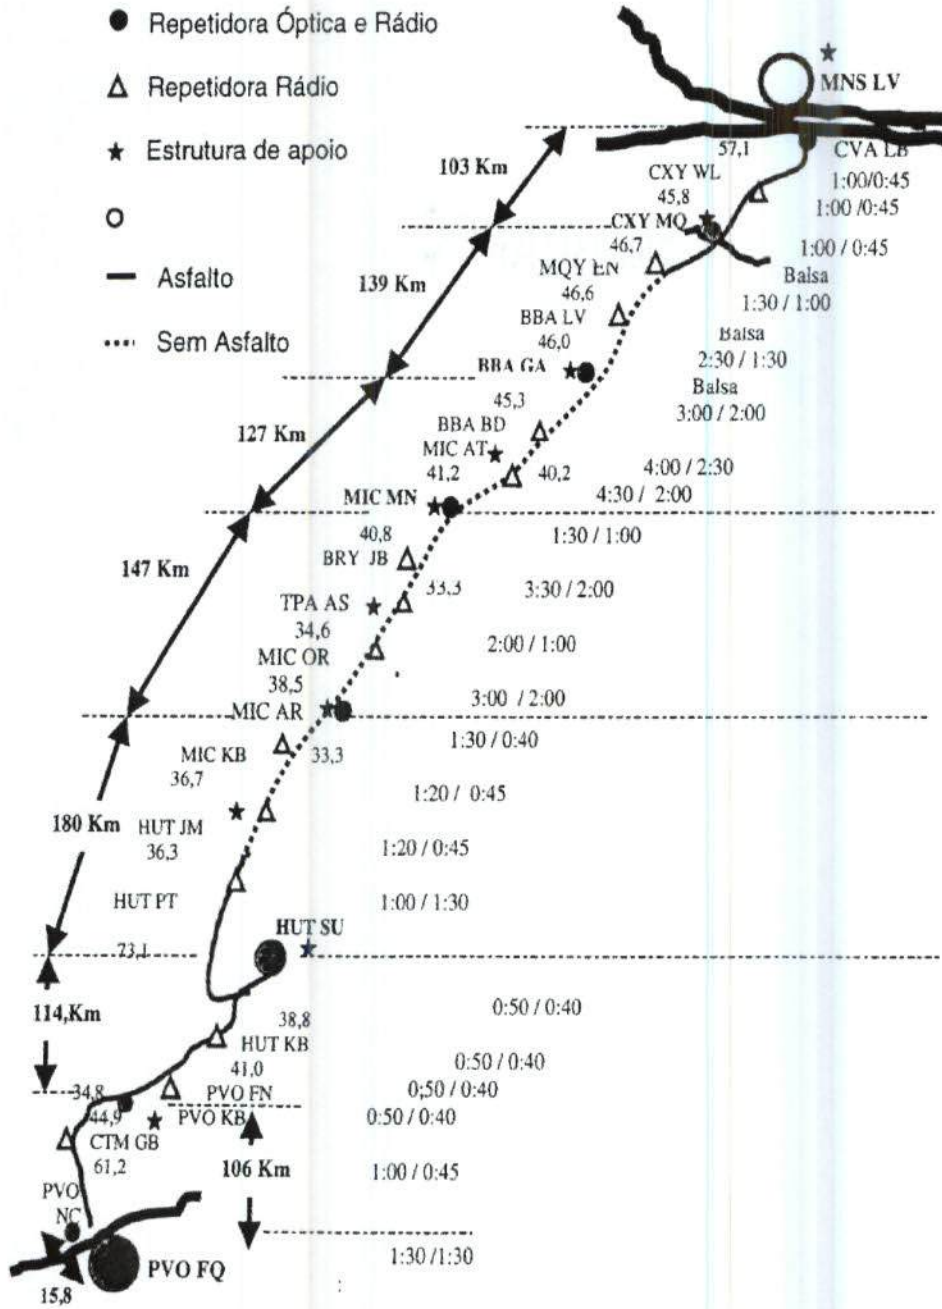 Repetidora Óptica e Rádio
Repetidora Rádio
Estrutura de apoio
Asfalto
Sem Asfalto
MNS LV
103 Km
57,1
CVA LB
CXY WL
1:00/0:45
45,8
1:00 /0:45
CXY MQ
46,7
1:00 / 0:45
139 Km
MQY EN
Balsa
46,6
1:30 / 1:00
BBA LV
Balsa
46,0
2:30 / 1:30
BBA GA
Balsa
45,3
3:00 / 2:00
127 Km
BBA BD
MIC AT
4:00 / 2:30
41,2
40,2
4:30 / 2:00
MIC MN
40,8
1:30 / 1:00
BRY JB
147 Km
33,3
3:30 / 2:00
TPA AS
34,6
2:00 / 1:00
MIC OR
38,5
3:00 / 2:00
MIC AR
1:30 / 0:40
MIC KB
33,3
36,7
1:20 / 0:45
180 Km
HUT JM
36,3
1:20 / 0:45
HUT PT
1:00 / 1:30
HUT SU
73,1
114,Km
38,8
0:50 / 0:40
HUT KB
41,0
0:50 / 0:40
34,8
PVO FN
0;50 / 0:40
44,9
PVO KB
0:50 / 0:40
CTM GB
61,2
106 Km
1:00 / 0:45
PVO
NC
1:30 /1:30
PVO FQ
15,8